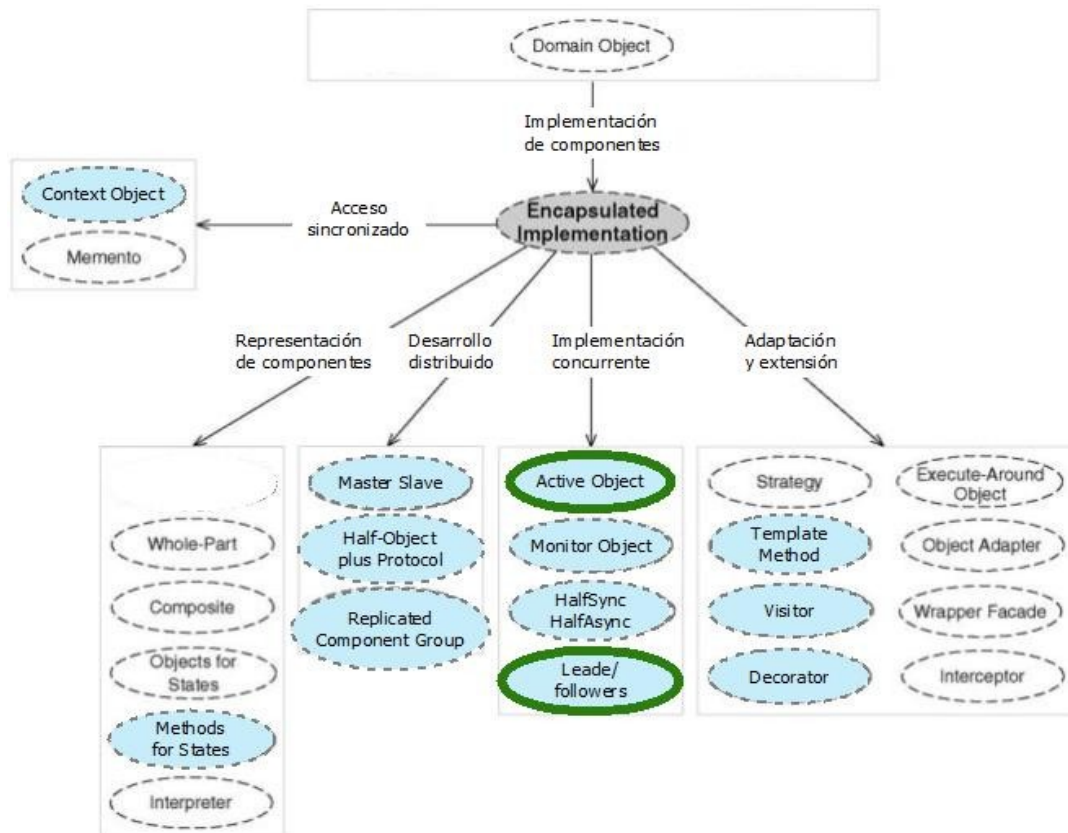 Domain Object
Implementación
de componentes
Context Object
Memento
Acceso
sincronizado
Encapsulated
Implementation
Representación
de componentes
Desarrollo
distribuido
Implementación
concurrente
Adaptación
y extensión
Whole-Part
Composite
Objects for
States
Methods
for States
Interpreter
Master Slave
Half-Object
plus Protocol
Replicated
Component Group
Active Object
Monitor Object
HalfSync
HalfAsync
Leade/
followers
Strategy
Template
Method
Visitor
Decorator
Execute-Around
Object
Object Adapter
Wrapper Facade
Interceptor